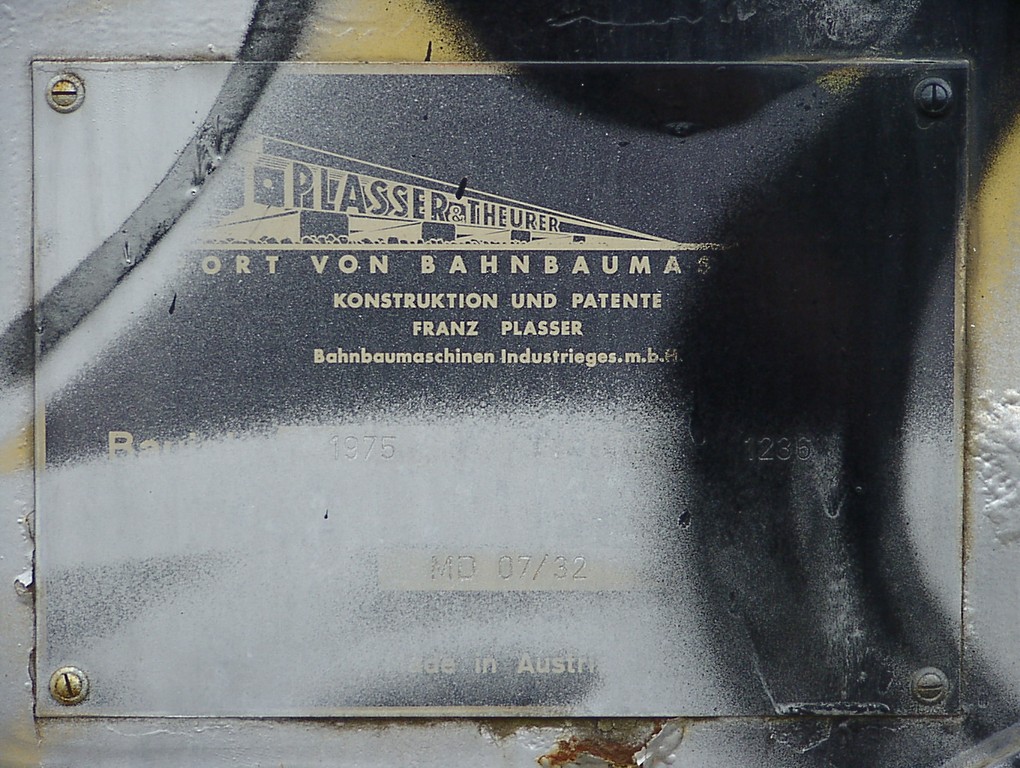 PLASSER & THEURER
ORT VON BAHNBAUMAS
KONSTRUKTION UND PATENTE
FRANZ PLASSER
Bahnbaumaschinen Industrieges.m.b.H.
1975 1236
MD 07/32
ade in Austri